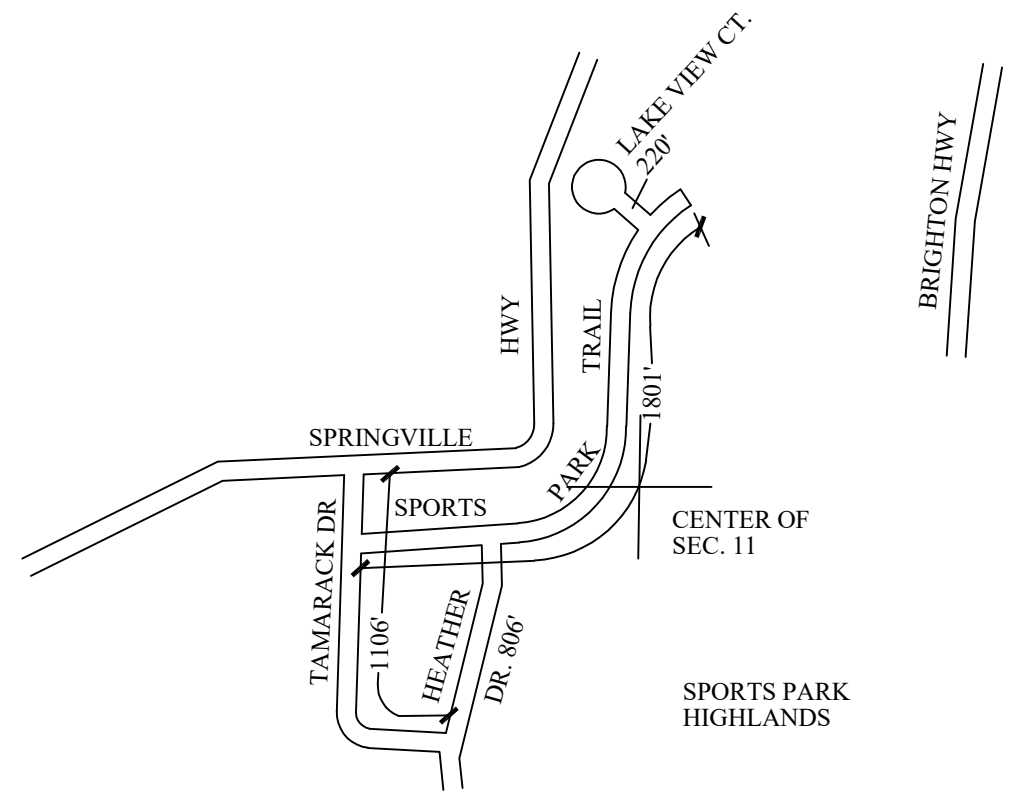 LAKE VIEW CT.
220'
BRIGHTON HWY
HWY
TRAIL
1801'
SPRINGVILLE
PARK
SPORTS
CENTER OF
SEC. 11
TAMARACK DR
1106'
HEATHER
DR. 806'
SPORTS PARK
HIGHLANDS